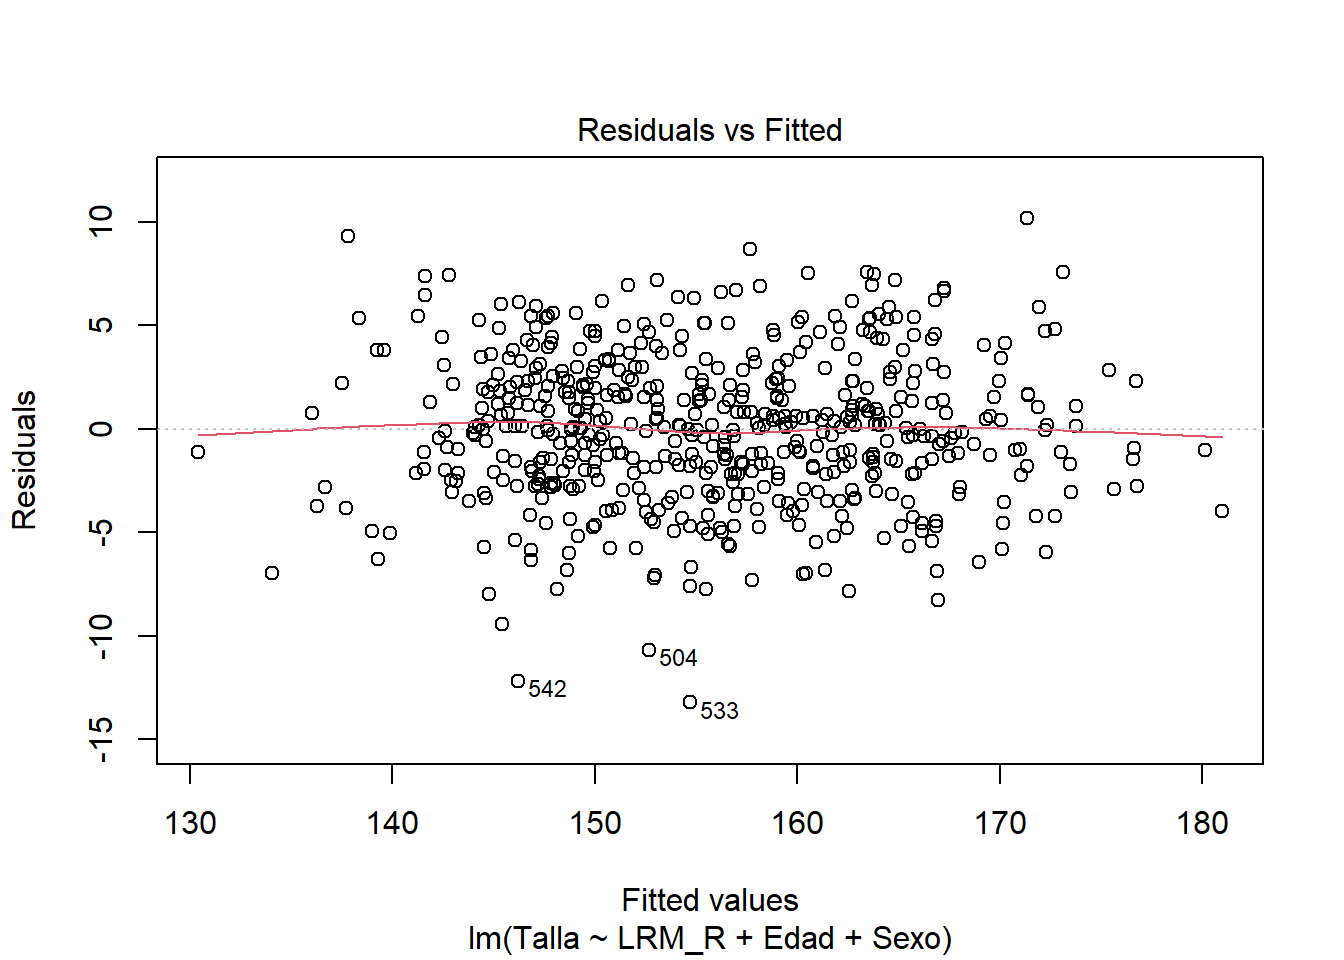 Residuals vs Fitted
Residuals
10
5
0
-5
-10
-15
504
542
533
130 140 150 160 170 180
Fitted values
lm(Talla ~ LRM_R + Edad + Sexo)